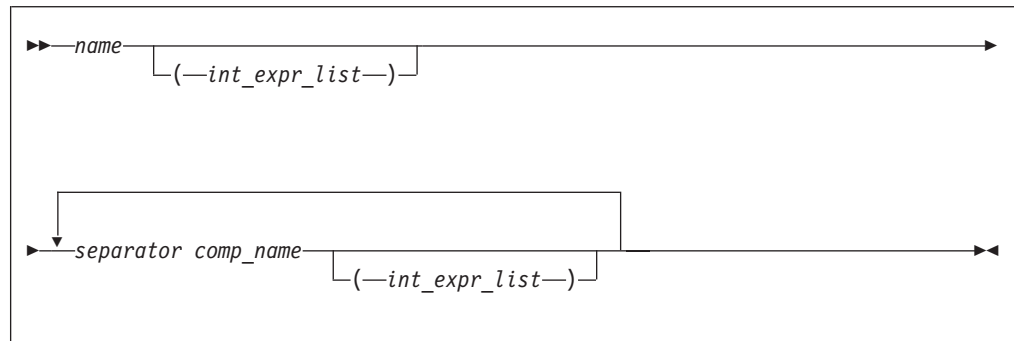 name
( int_expr_list )
separator comp_name
( int_expr_list )